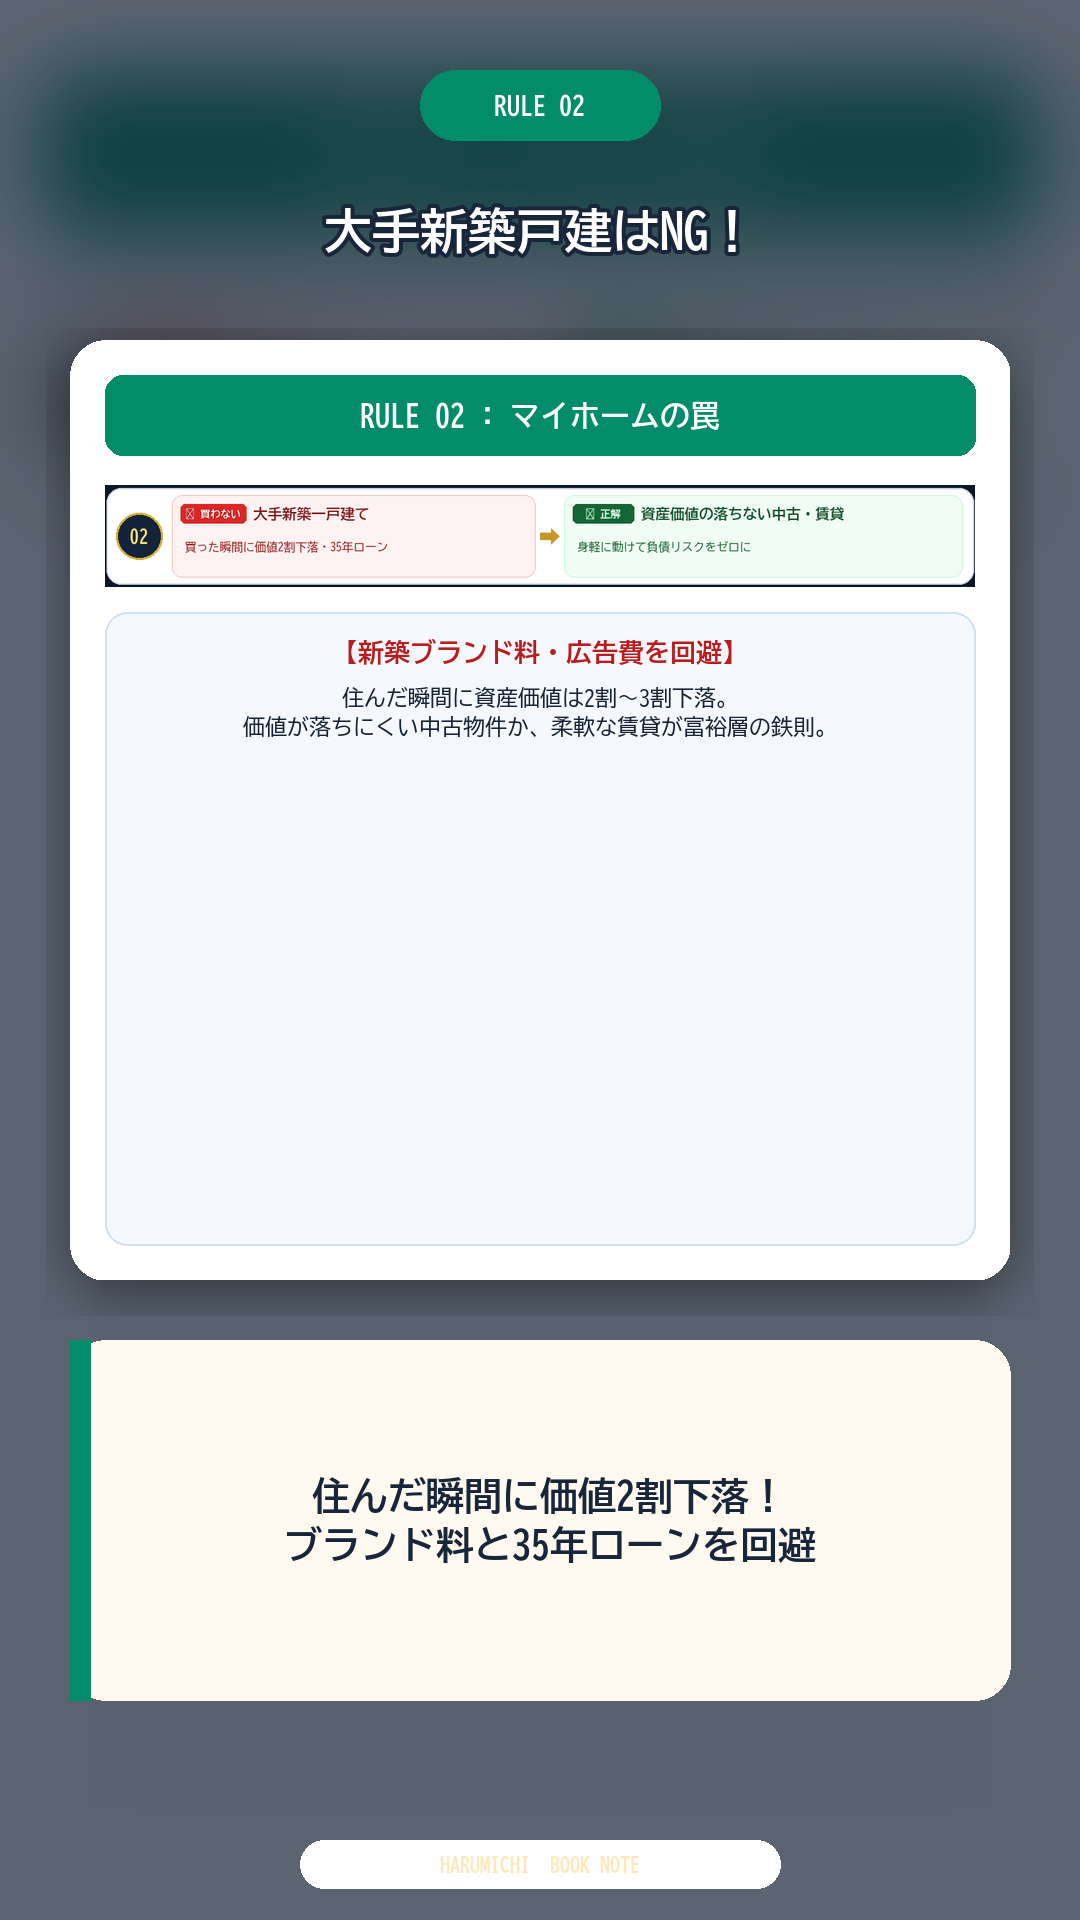 RULE 02
大手新築戸建はNG！
RULE 02：マイホームの罠
02
買わない 大手新築一戸建て
買った瞬間に価値2割下落・35年ローン
正解 資産価値の落ちない中古・賃貸
身軽に動けて負債リスクをゼロに
【新築ブランド料・広告費を回避】
住んだ瞬間に資産価値は2割～3割下落。
価値が落ちにくい中古物件か、柔軟な賃貸が富裕層の鉄則。
住んだ瞬間に価値2割下落！
ブランド料と35年ローンを回避
HARUMICHI BOOK NOTE